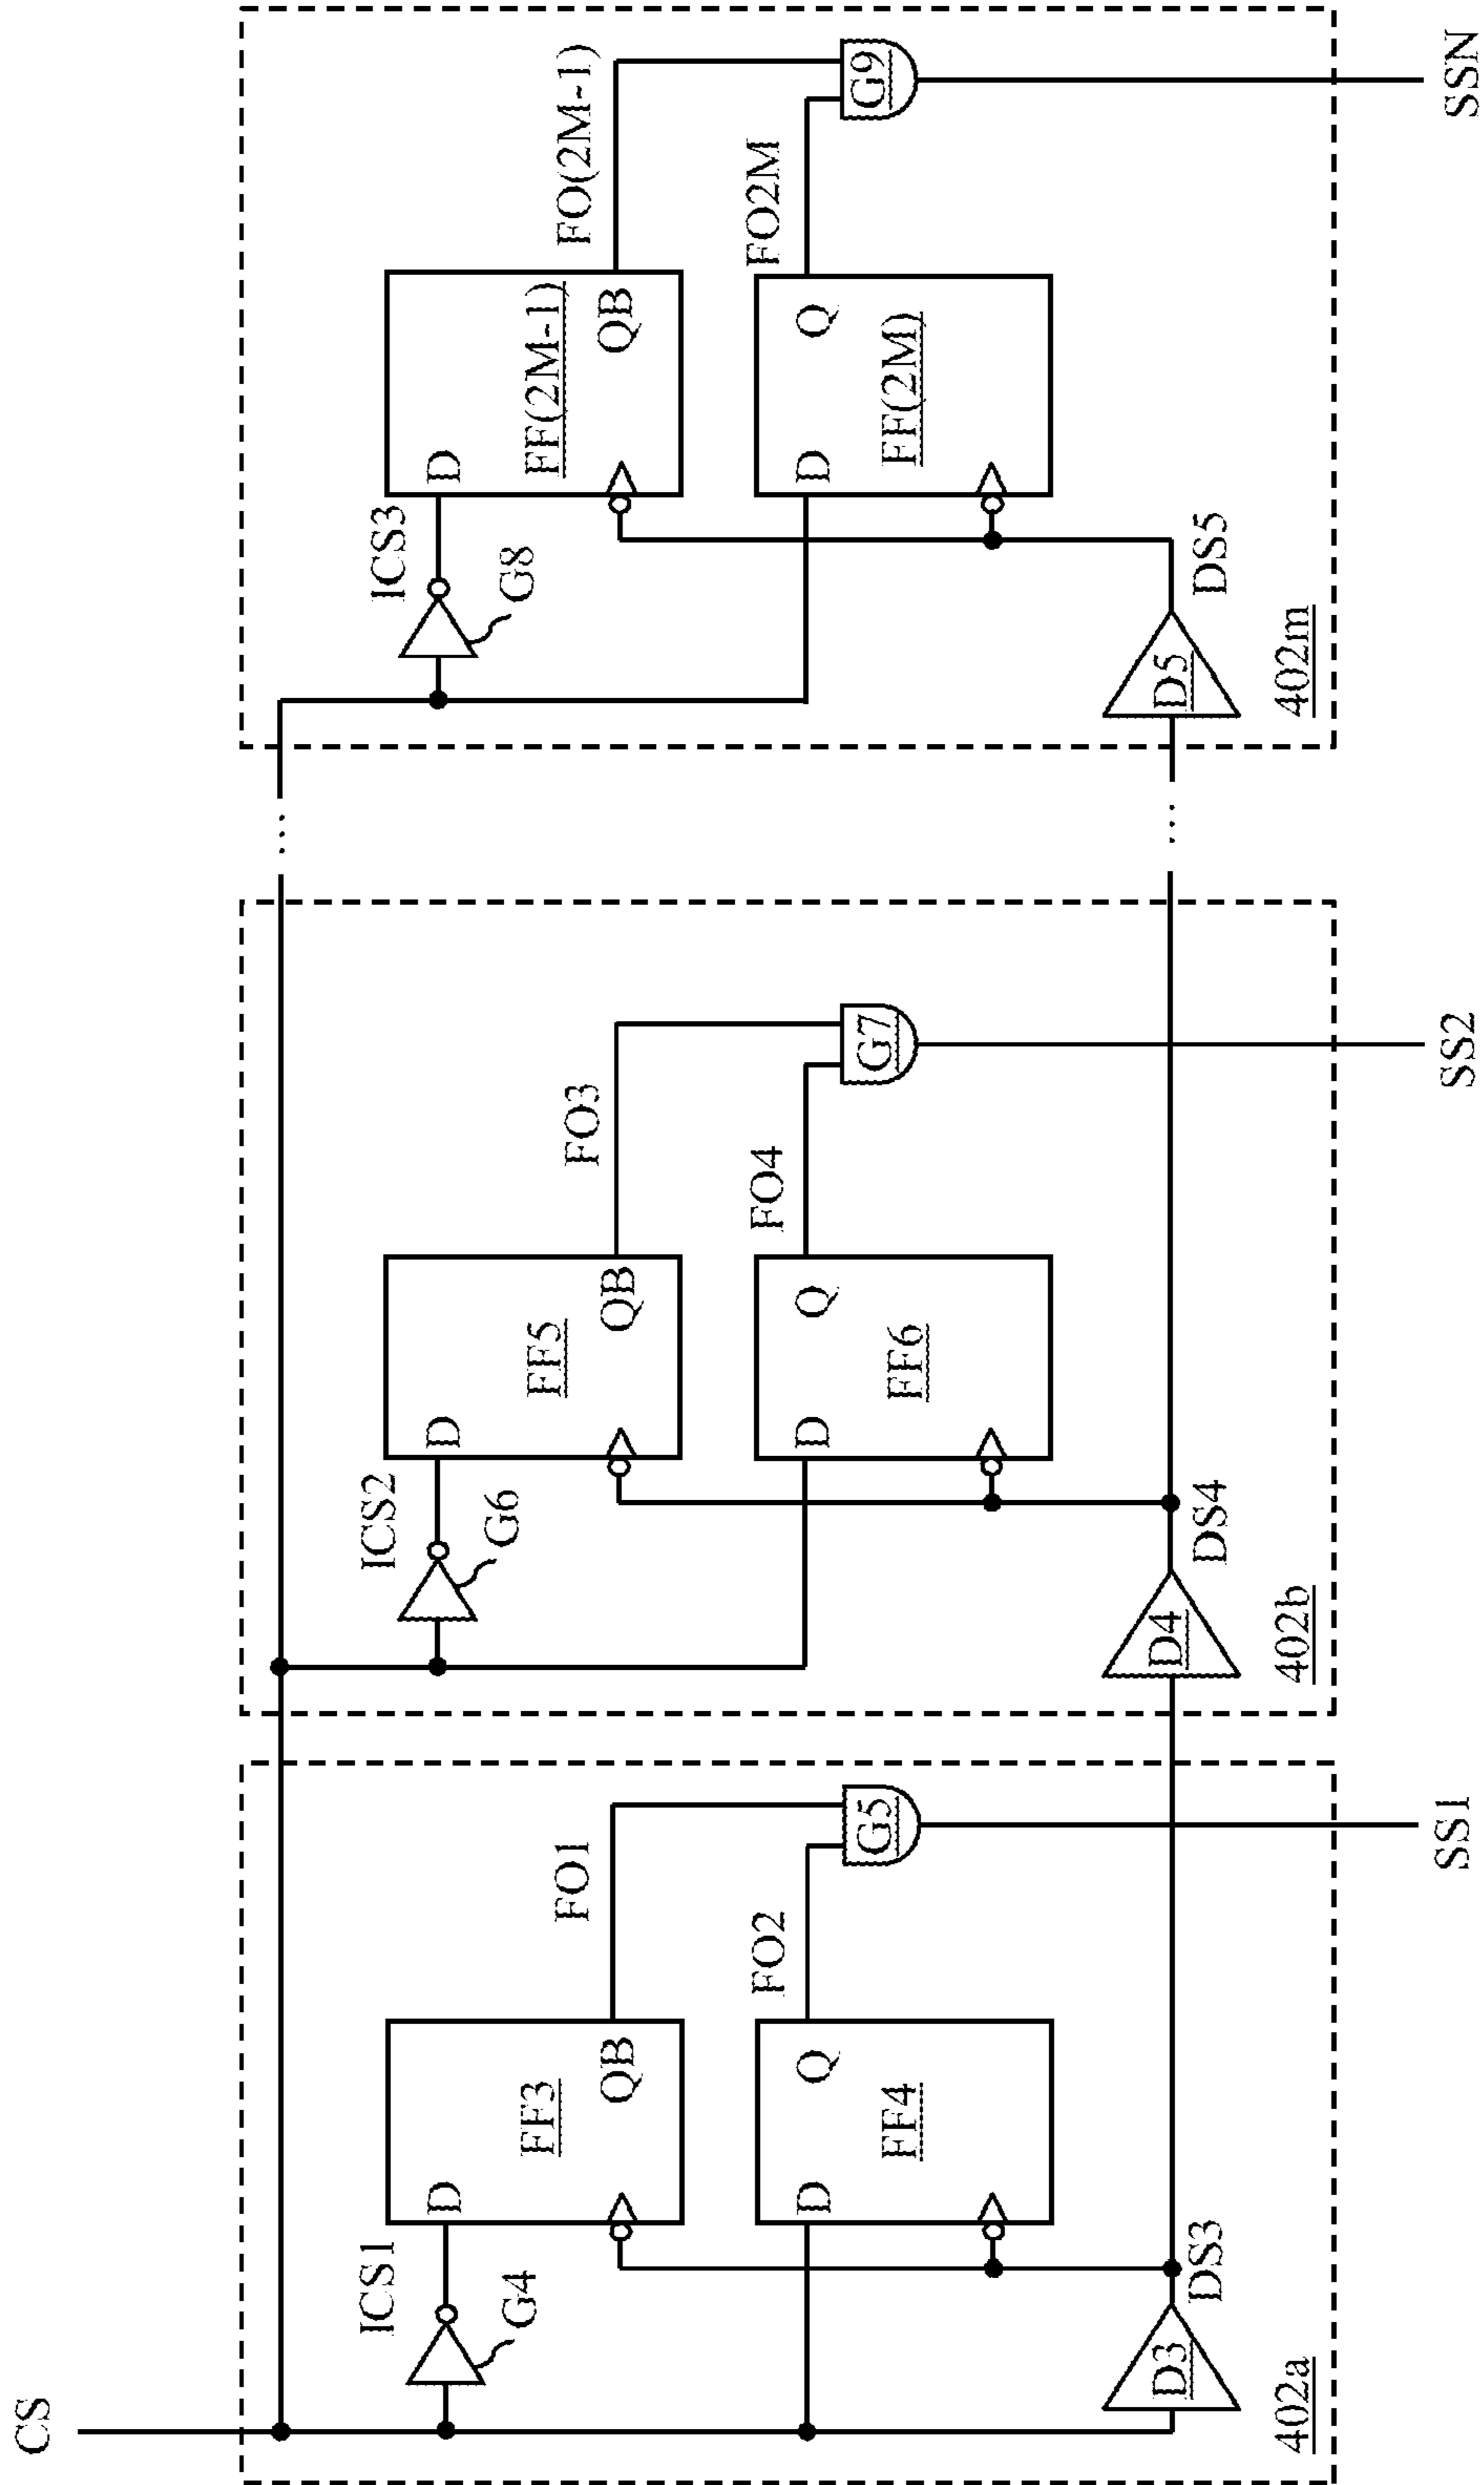 CS
402a
ICS1
G4
D
FF3
QB
FO1
D
FF4
Q
FO2
G5
D3
DS3
SS1
402b
ICS2
G6
D
FF5
QB
FO3
D
FF6
Q
FO4
G7
D4
DS4
SS2
...
...
402m
ICS3
G8
D
FF(2M-1)
QB
FO(2M-1)
D
FF(2M)
Q
FO2M
G9
D5
DS5
SSN